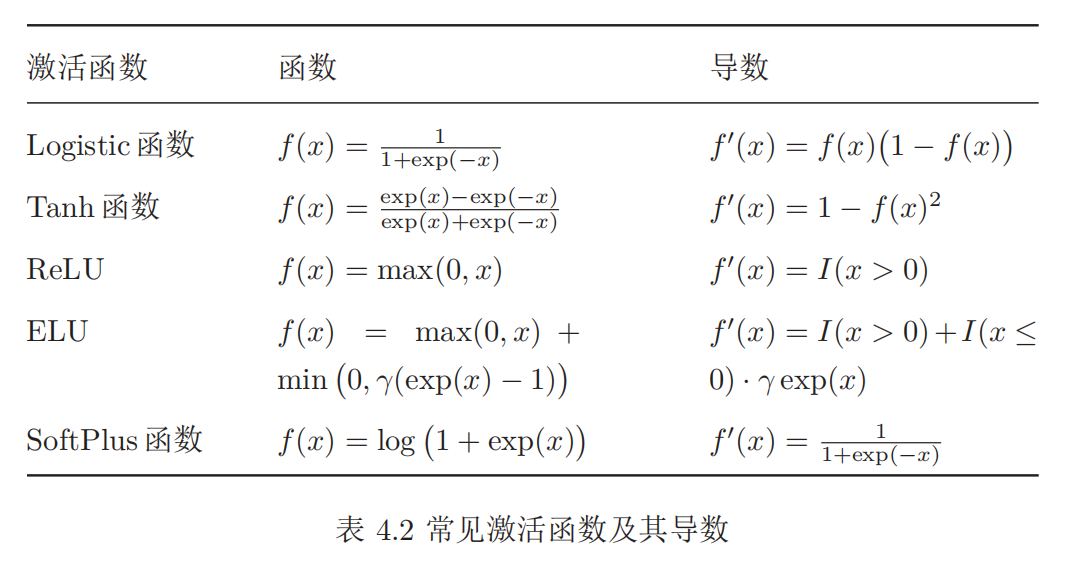 激活函数 函数 导数
Logistic 函数 f(x) = 1/(1+exp(−x)) f′(x) = f(x)(1 − f(x))
Tanh 函数 f(x) = (exp(x)−exp(−x))/(exp(x)+exp(−x)) f′(x) = 1 − f(x)²
ReLU f(x) = max(0, x) f′(x) = I(x > 0)
ELU f(x) = max(0, x) + f′(x) = I(x > 0) + I(x ≤
min(0, γ(exp(x) − 1)) 0) · γ exp(x)
SoftPlus 函数 f(x) = log(1 + exp(x)) f′(x) = 1/(1+exp(−x))
表 4.2 常见激活函数及其导数